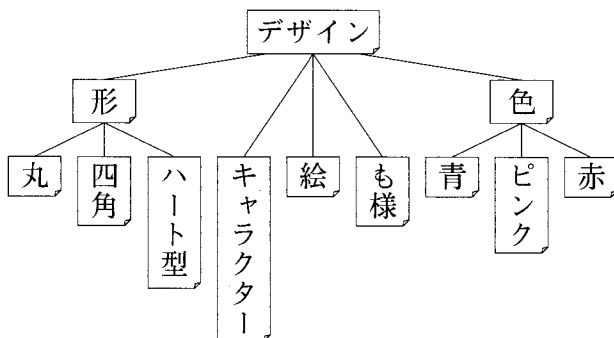 デザイン
形
色
丸
四角
ハート型
キャラクター
絵
も様
青
ピンク
赤